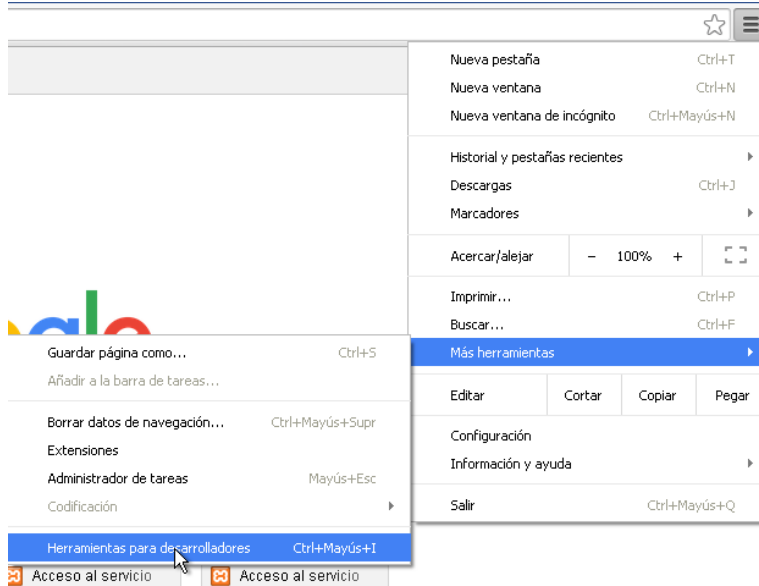 Nueva pestaña Ctrl+T
Nueva ventana Ctrl+N
Nueva ventana de incógnito Ctrl+Mayús+N
Historial y pestañas recientes
Descargas Ctrl+J
Marcadores
Acercar/alejar - 100% +
Imprimir... Ctrl+P
Buscar... Ctrl+F
Más herramientas
Editar Cortar Copiar Pegar
Configuración
Información y ayuda
Salir Ctrl+Mayús+Q
Guardar página como... Ctrl+S
Añadir a la barra de tareas...
Borrar datos de navegación... Ctrl+Mayús+Supr
Extensiones
Administrador de tareas Mayús+Esc
Codificación
Herramientas para desarrolladores Ctrl+Mayús+I
Acceso al servicio Acceso al servicio